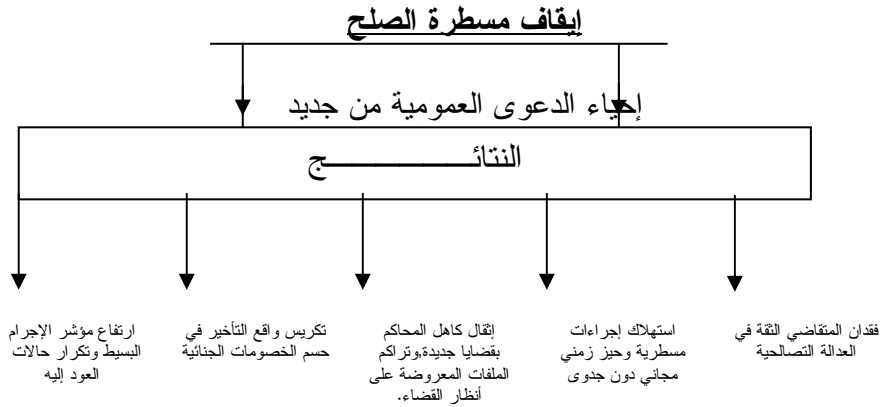 إيقاف مسطرة الصلح
إحياء الدعوى العمومية من جديد
النتائــــــــــــج
فقدان المتقاضي الثقة في
العدالة التصالحية
استهلاك إجراءات
مسطرية وحيز زمني
مجاني دون جدوى
إثقال كاهل المحاكم
بقضايا جديدة,وتراكم
الملفات المعروضة على
أنظار القضاء.
تكريس واقع التأخير في
حسم الخصومات الجنائية
ارتفاع مؤشر الإجرام
البسيط وتكرار حالات
العود إليه